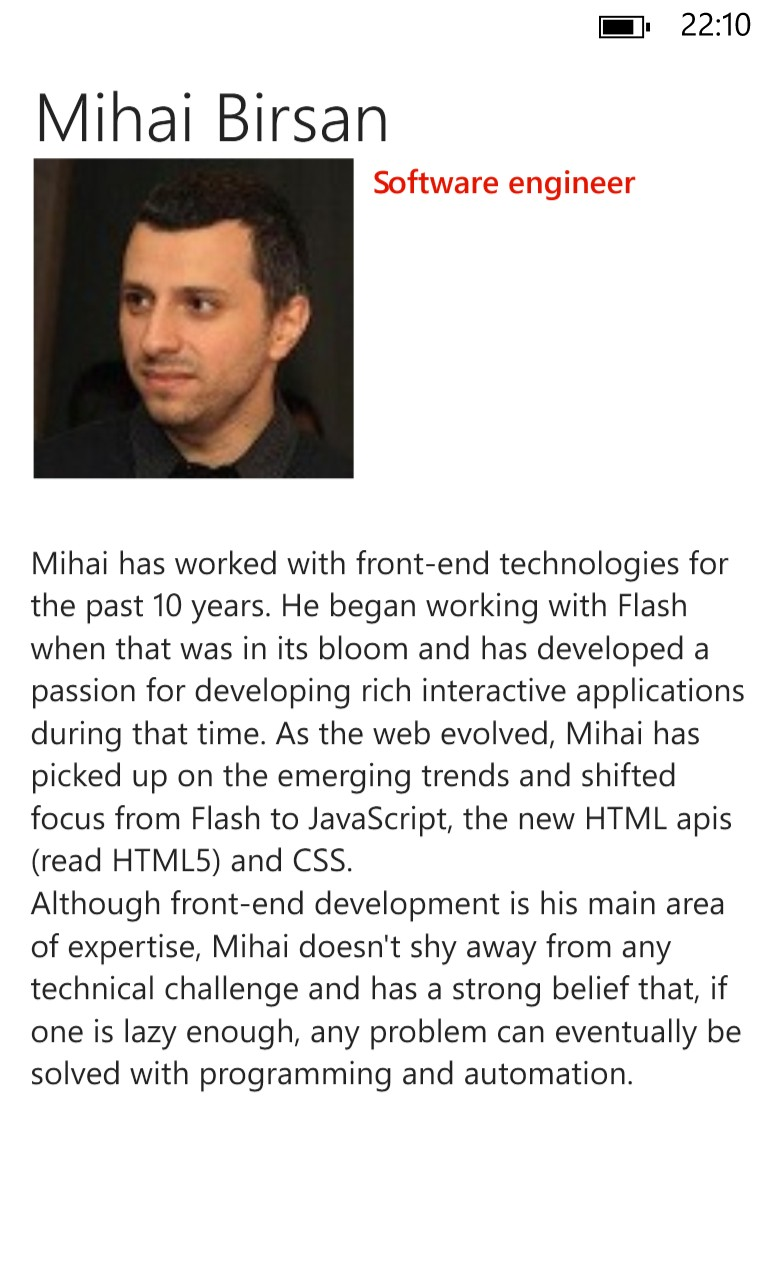 22:10
Mihai Birsan
Software engineer
Mihai has worked with front-end technologies for
the past 10 years. He began working with Flash
when that was in its bloom and has developed a
passion for developing rich interactive applications
during that time. As the web evolved, Mihai has
picked up on the emerging trends and shifted
focus from Flash to JavaScript, the new HTML apis
(read HTML5) and CSS.
Although front-end development is his main area
of expertise, Mihai doesn't shy away from any
technical challenge and has a strong belief that, if
one is lazy enough, any problem can eventually be
solved with programming and automation.